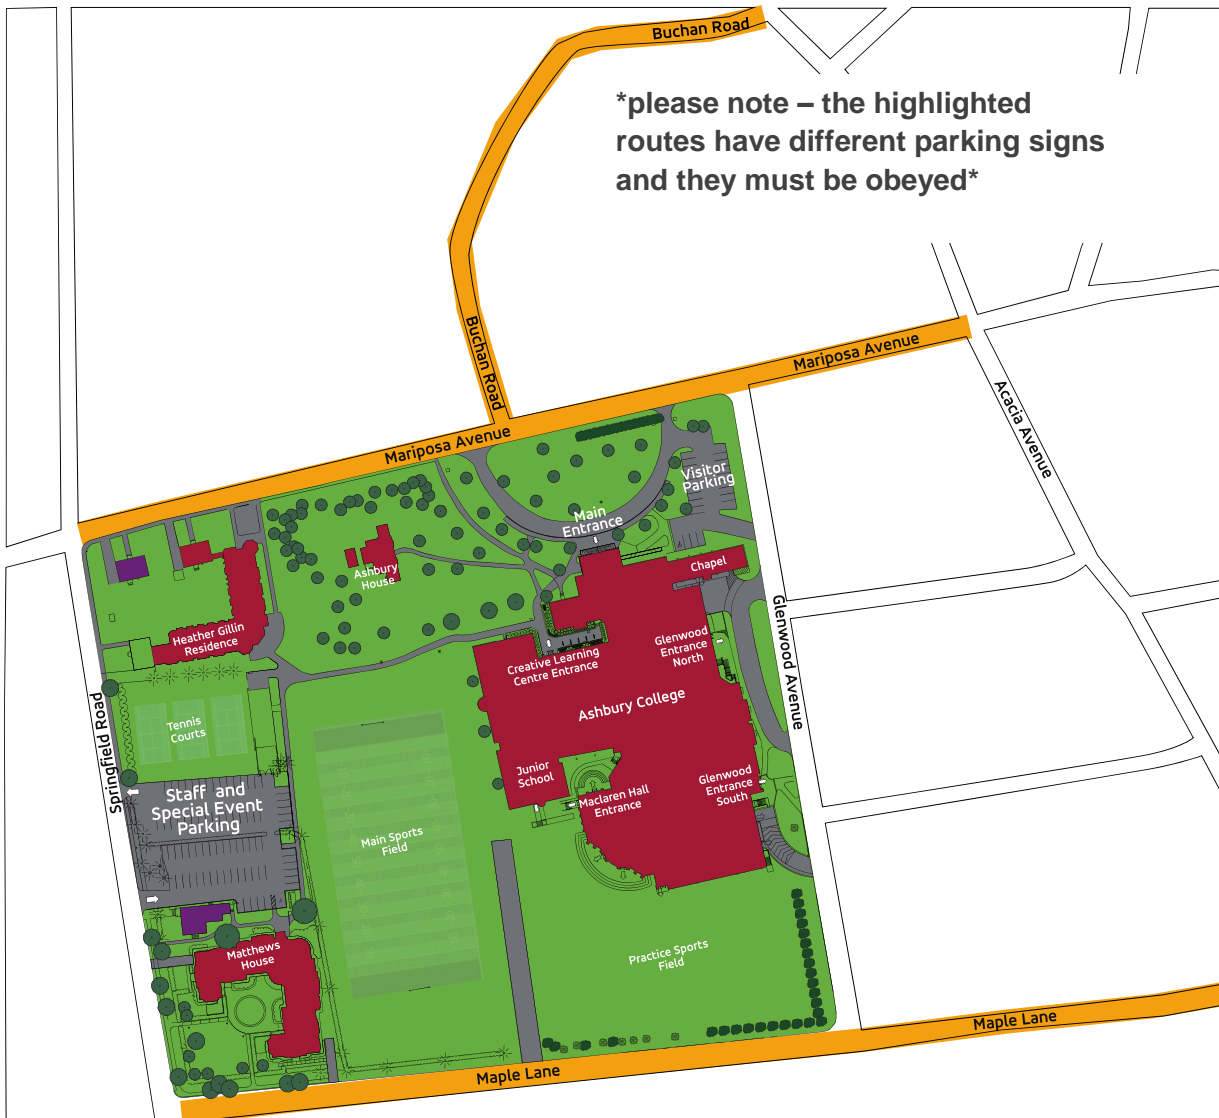 Buchan Road
*please note – the highlighted
routes have different parking signs
and they must be obeyed*
Buchan Road
Mariposa Avenue
Acacia Avenue
Mariposa Avenue
Visitor
Parking
Main
Entrance
Chapel
Ashbury
House
Glenwood Avenue
Heather Gillin
Residence
Glenwood
Entrance
North
Creative Learning
Centre Entrance
Ashbury College
Springfield Road
Tennis
Courts
Junior
School
Glenwood
Entrance
South
Maclaren Hall
Entrance
Staff and
Special Event
Parking
Main Sports
Field
Matthews
House
Practice Sports
Field
Maple Lane
Maple Lane